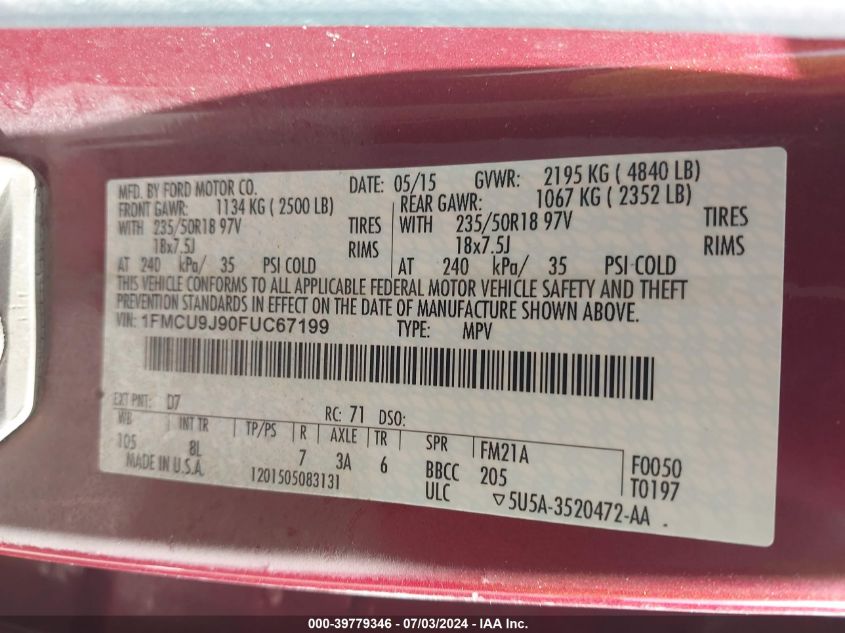 MFD. BY FORD MOTOR CO.
DATE: 05/15 GVWR: 2195 KG ( 4840 LB)
FRONT GAWR: 1134 KG ( 2500 LB)
REAR GAWR: 1067 KG ( 2352 LB)
WITH 235/50R18 97V TIRES
WITH 235/50R18 97V TIRES
18x7.5J RIMS
18x7.5J RIMS
AT 240 kPa/ 35 PSI COLD
AT 240 kPa/ 35 PSI COLD
THIS VEHICLE CONFORMS TO ALL APPLICABLE FEDERAL MOTOR VEHICLE SAFETY AND THEFT
PREVENTION STANDARDS IN EFFECT ON THE DATE OF MANUFACTURE SHOWN ABOVE.
VIN: 1FMCU9J90FUC67199 TYPE: MPV
EXT PNT: D7 RC: 71 DSO:
WB INT TR TP/PS R AXLE TR SPR FM21A F0050
105 8L 7 3A 6 BBCC 205 T0197
MADE IN U.S.A. 1201505083131 ULC ▽5U5A-3520472-AA
000-39779346 - 07/03/2024 - IAA Inc.